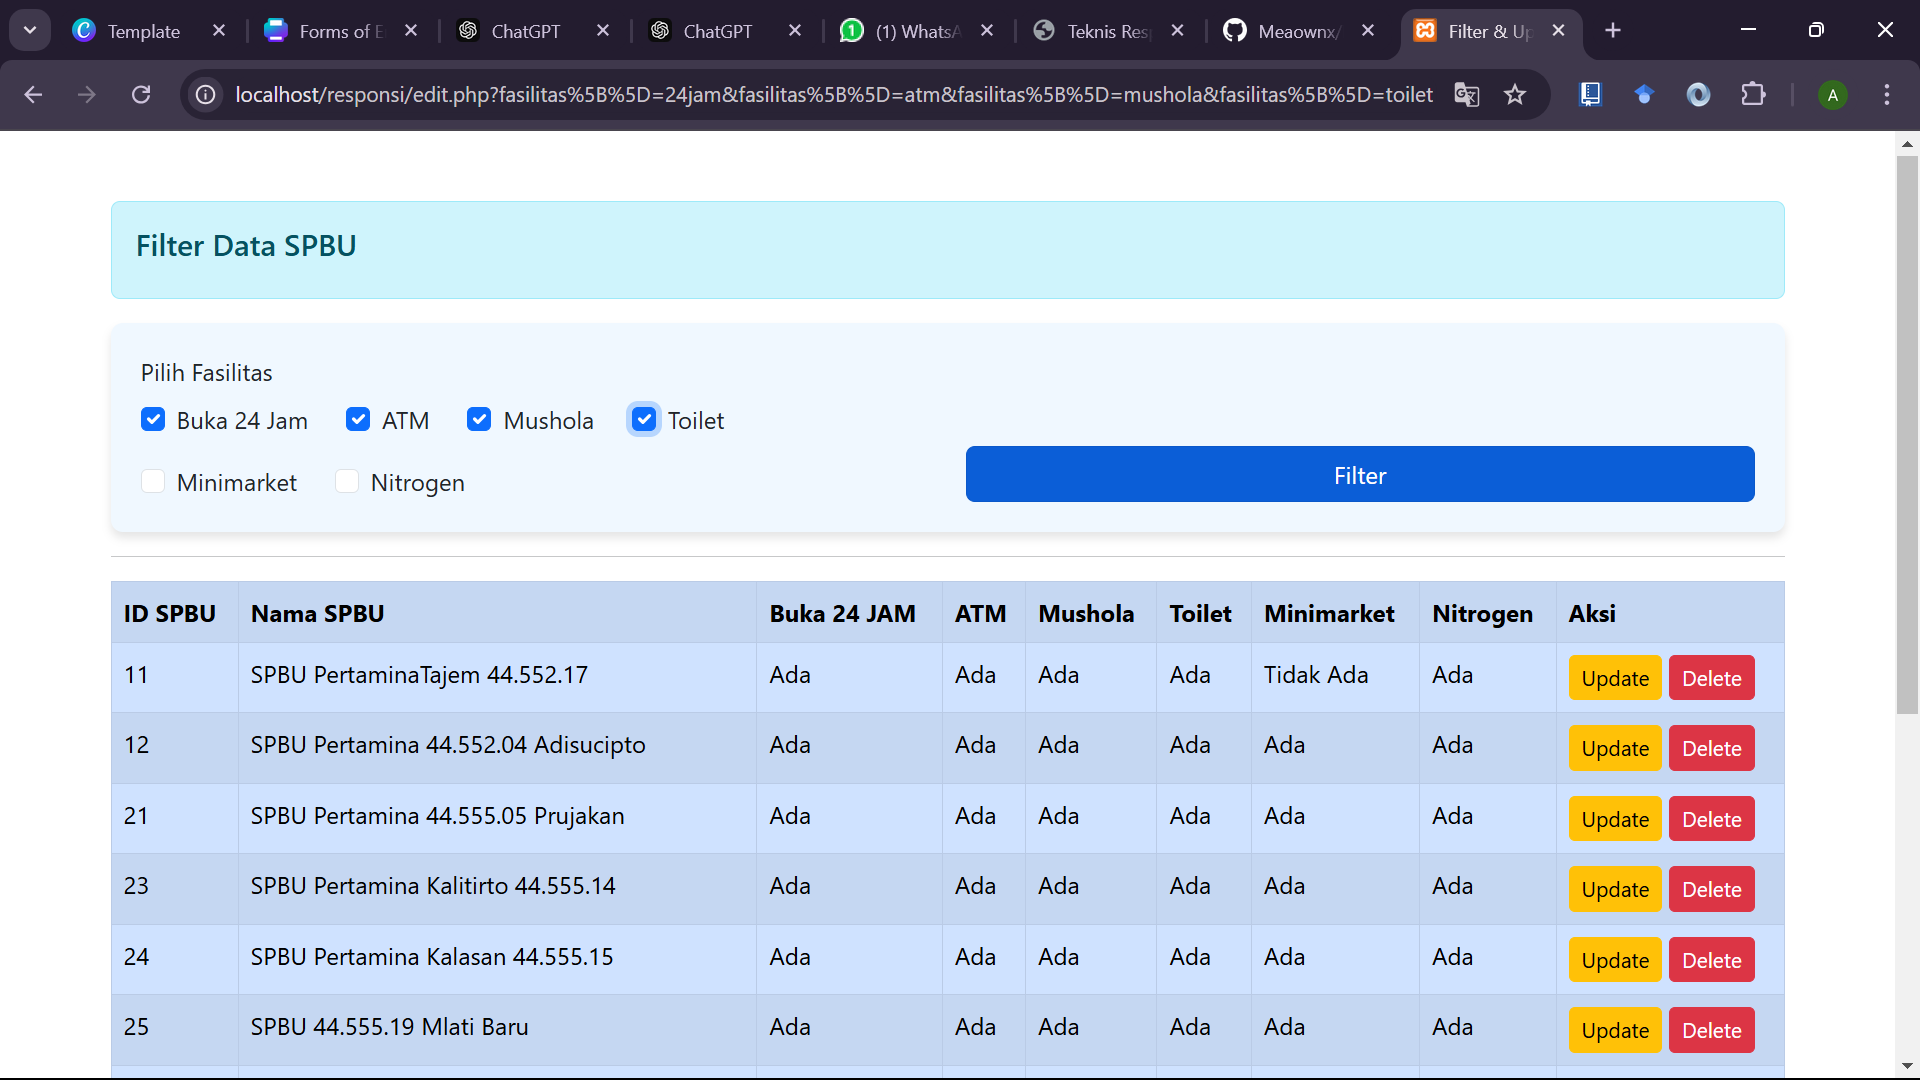 Template
Forms of E
ChatGPT
ChatGPT
(1) WhatsA
Teknis Resp
Meaownx/
Filter & Up
localhost/responsi/edit.php?fasilitas%5B%5D=24jam&fasilitas%5B%5D=atm&fasilitas%5B%5D=mushola&fasilitas%5B%5D=toilet
A
Filter Data SPBU
Pilih Fasilitas
Buka 24 Jam ATM Mushola Toilet
Minimarket Nitrogen
Filter
ID SPBU Nama SPBU Buka 24 JAM ATM Mushola Toilet Minimarket Nitrogen Aksi
11 SPBU PertaminaTajem 44.552.17 Ada Ada Ada Ada Tidak Ada Ada Update Delete
12 SPBU Pertamina 44.552.04 Adisucipto Ada Ada Ada Ada Ada Ada Update Delete
21 SPBU Pertamina 44.555.05 Prujakan Ada Ada Ada Ada Ada Ada Update Delete
23 SPBU Pertamina Kalitirto 44.555.14 Ada Ada Ada Ada Ada Ada Update Delete
24 SPBU Pertamina Kalasan 44.555.15 Ada Ada Ada Ada Ada Ada Update Delete
25 SPBU 44.555.19 Mlati Baru Ada Ada Ada Ada Ada Ada Update Delete